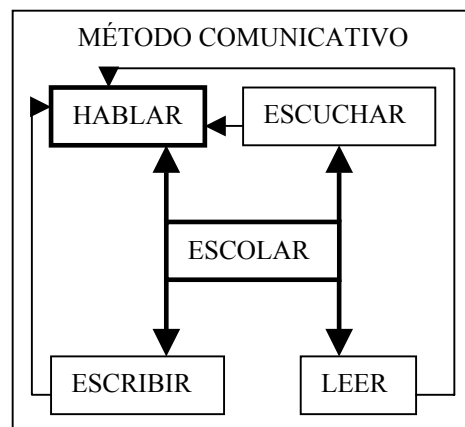 MÉTODO COMUNICATIVO
HABLAR
ESCUCHAR
ESCOLAR
ESCRIBIR
LEER